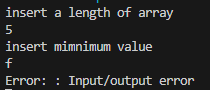 insert a length of array
5
insert mimnimum value
f
Error: : Input/output error